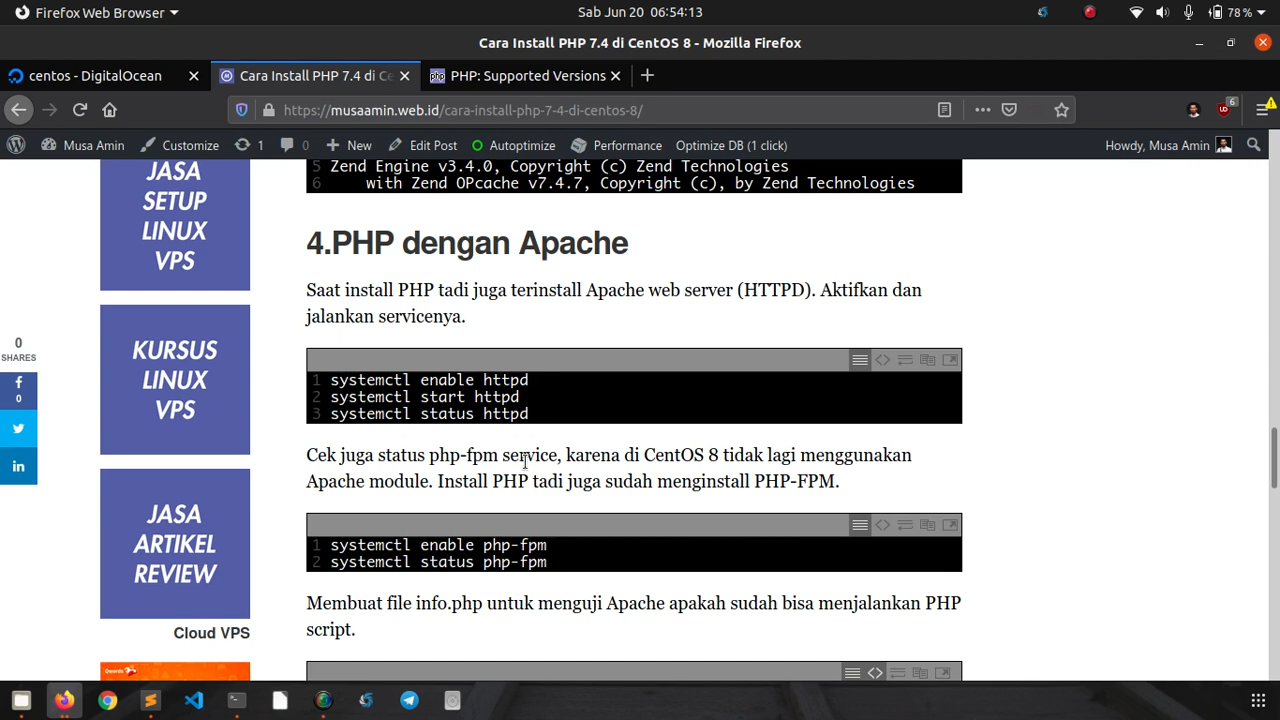 Firefox Web Browser
Sab Jun 20 06:54:13
78 %
Cara Install PHP 7.4 di CentOS 8 - Mozilla Firefox
centos - DigitalOcean
Cara Install PHP 7.4 di Ce
php PHP: Supported Versions
https://musaamin.web.id/cara-install-php-7-4-di-centos-8/
6
Musa Amin Customize 1 0 New Edit Post Autoptimize Performance Optimize DB (1 click) Howdy, Musa Amin
JASA
SETUP
LINUX
VPS
KURSUS
LINUX
VPS
JASA
ARTIKEL
REVIEW
Cloud VPS
Qwords
0
SHARES
f
0
in
5 Zend Engine v3.4.0, Copyright (c) Zend Technologies
6 with Zend OPcache v7.4.7, Copyright (c), by Zend Technologies
4.PHP dengan Apache
Saat install PHP tadi juga terinstall Apache web server (HTTPD). Aktifkan dan
jalankan servicenya.
1 systemctl enable httpd
2 systemctl start httpd
3 systemctl status httpd
Cek juga status php-fpm service, karena di CentOS 8 tidak lagi menggunakan
Apache module. Install PHP tadi juga sudah menginstall PHP-FPM.
1 systemctl enable php-fpm
2 systemctl status php-fpm
Membuat file info.php untuk menguji Apache apakah sudah bisa menjalankan PHP
script.